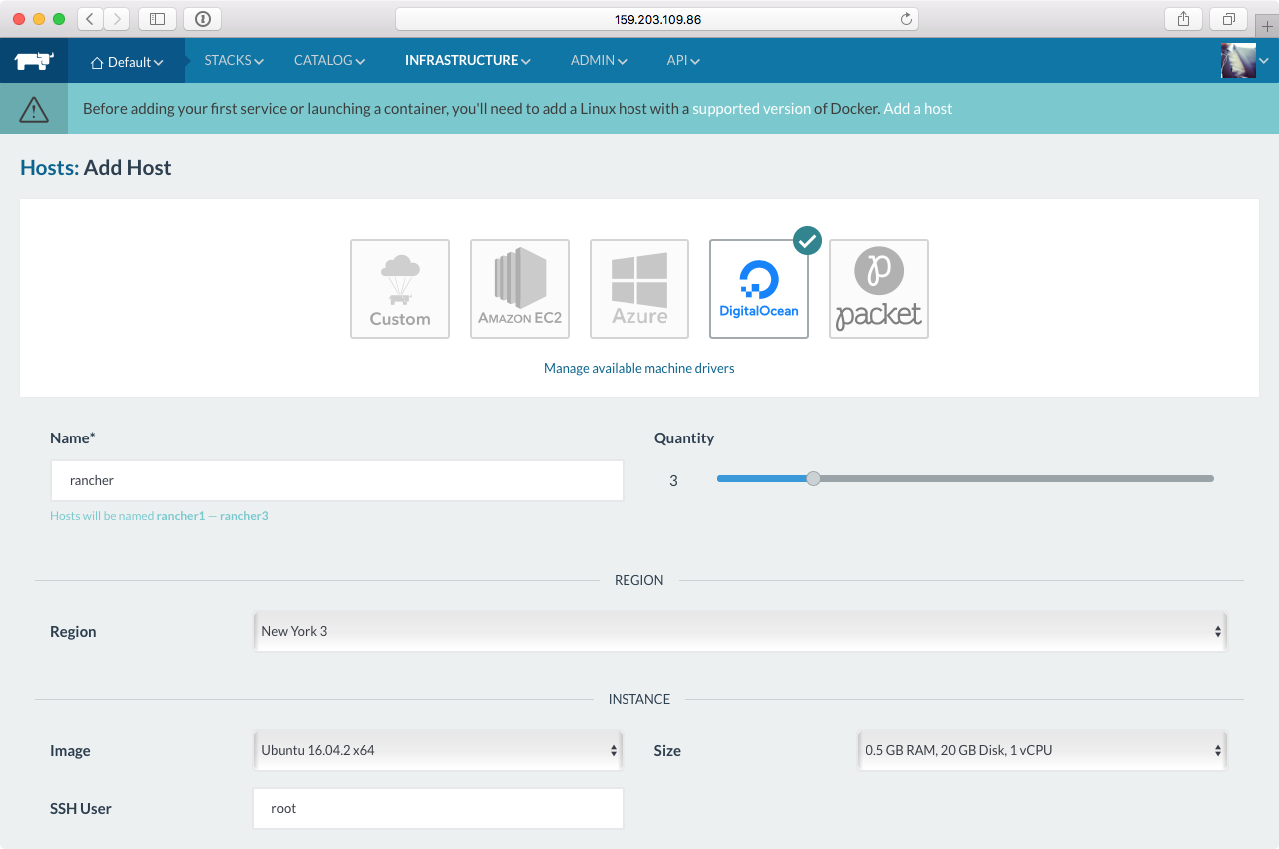 159.203.109.86
Default STACKS CATALOG INFRASTRUCTURE ADMIN API
Before adding your first service or launching a container, you'll need to add a Linux host with a supported version of Docker. Add a host
Hosts: Add Host
Custom
AMAZON EC2
Azure
DigitalOcean
packet
Manage available machine drivers
Name*
Quantity
rancher
3
Hosts will be named rancher1 — rancher3
REGION
Region
New York 3
INSTANCE
Image
Ubuntu 16.04.2 x64
Size
0.5 GB RAM, 20 GB Disk, 1 vCPU
SSH User
root